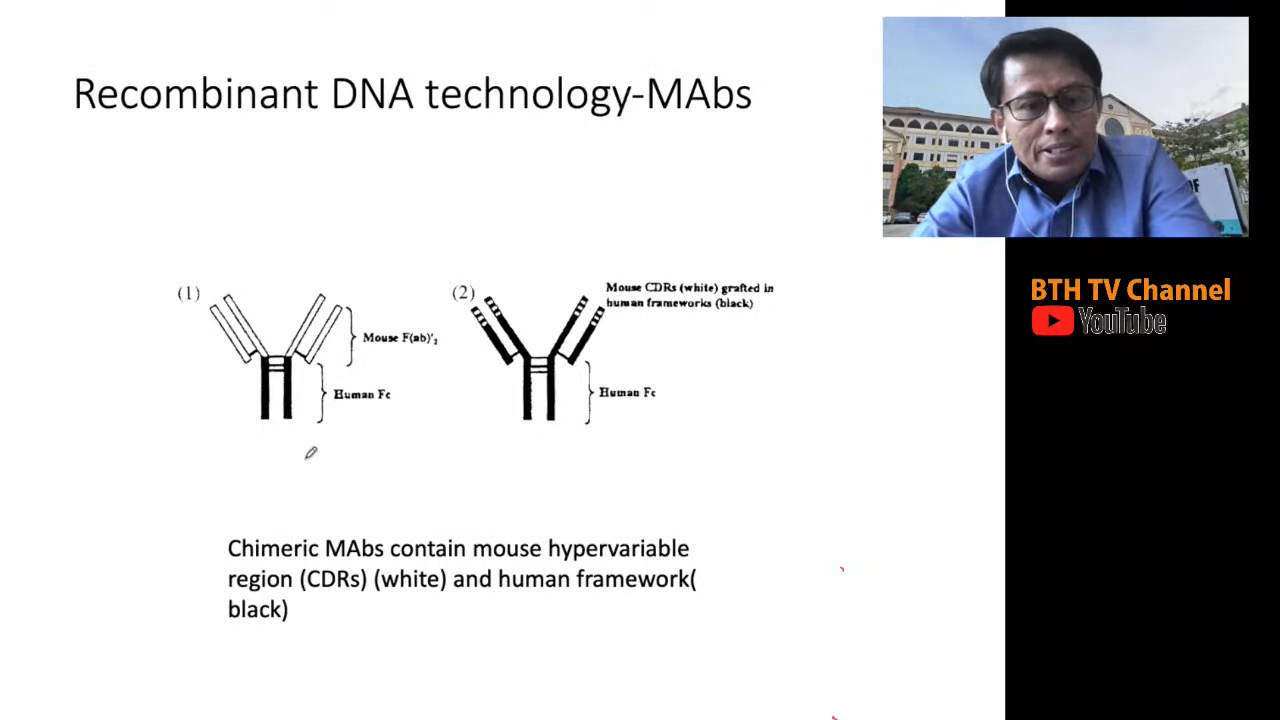 Recombinant DNA technology-MAbs
(1)
Mouse F(ab)'₂
Human Fc
(2)
Mouse CDRs (white) grafted in
human frameworks (black)
Human Fc
Chimeric MAbs contain mouse hypervariable
region (CDRs) (white) and human framework(
black)
OF
BTH TV Channel
YouTube